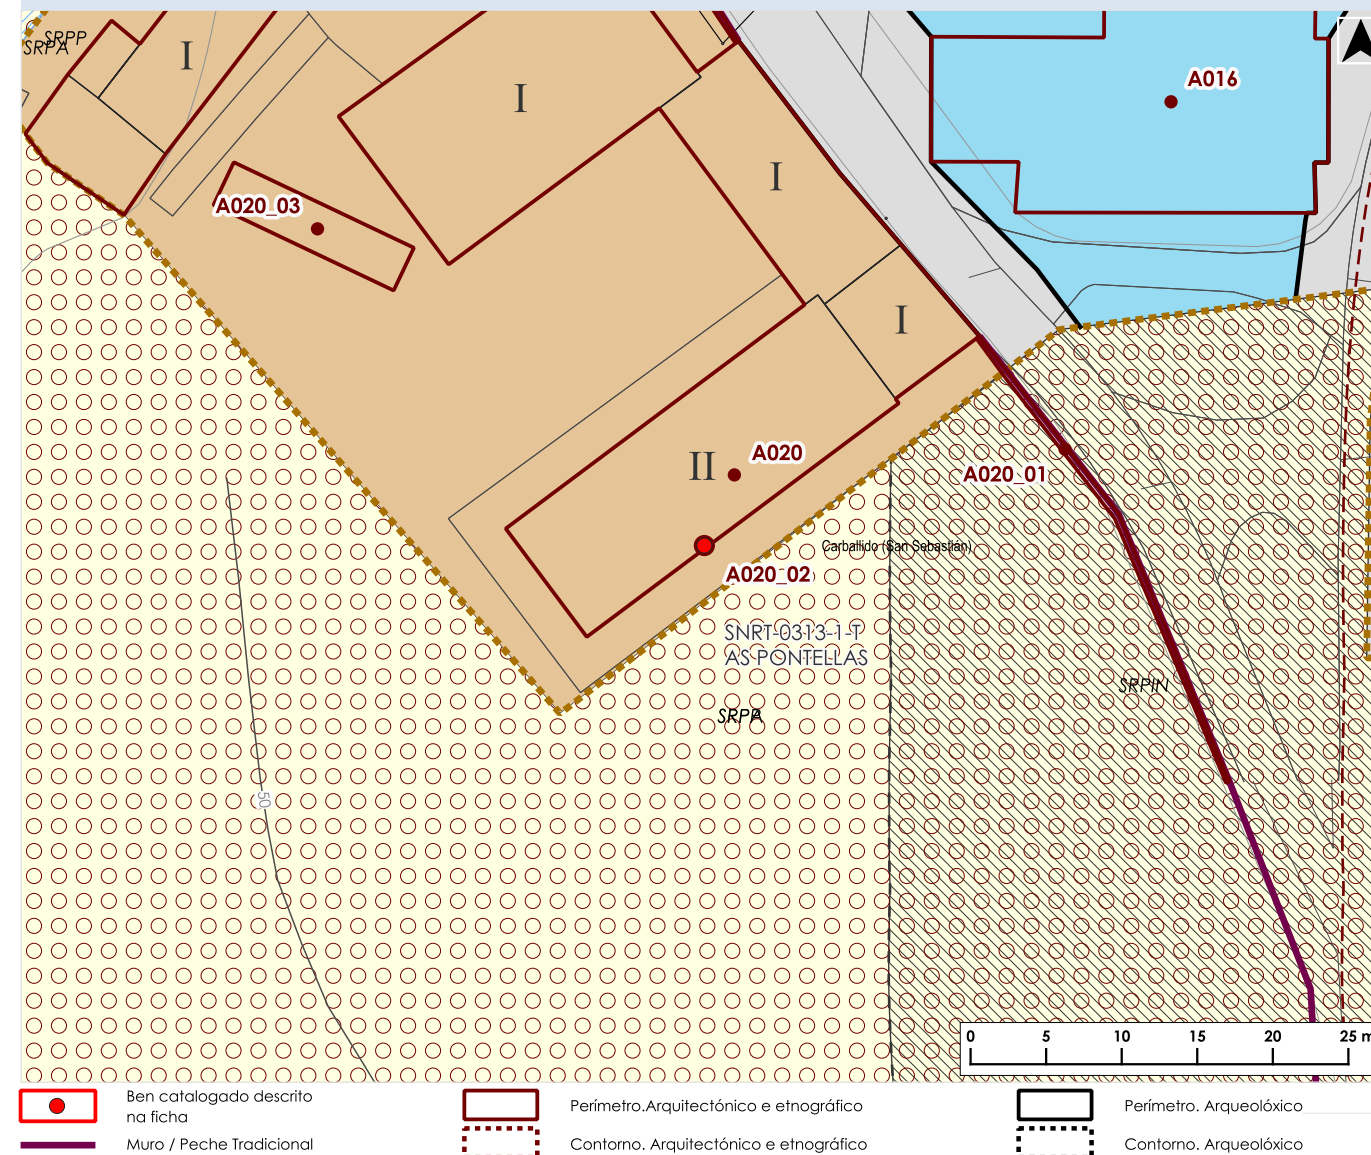 SRPP
SRPA
I
I
A016
I
A020_03
I
A020
II
A020_01
Carballido (San Sebastián)
A020_02
SNRT-0313-1-T
AS PONTELLAS
SRPIN
50
0 5 10 15 20 25 m
Ben catalogado descrito
na ficha
Perímetro.Arquitectónico e etnográfico
Perímetro. Arqueolóxico
Muro / Peche Tradicional
Contorno. Arquitectónico e etnográfico
Contorno. Arqueolóxico